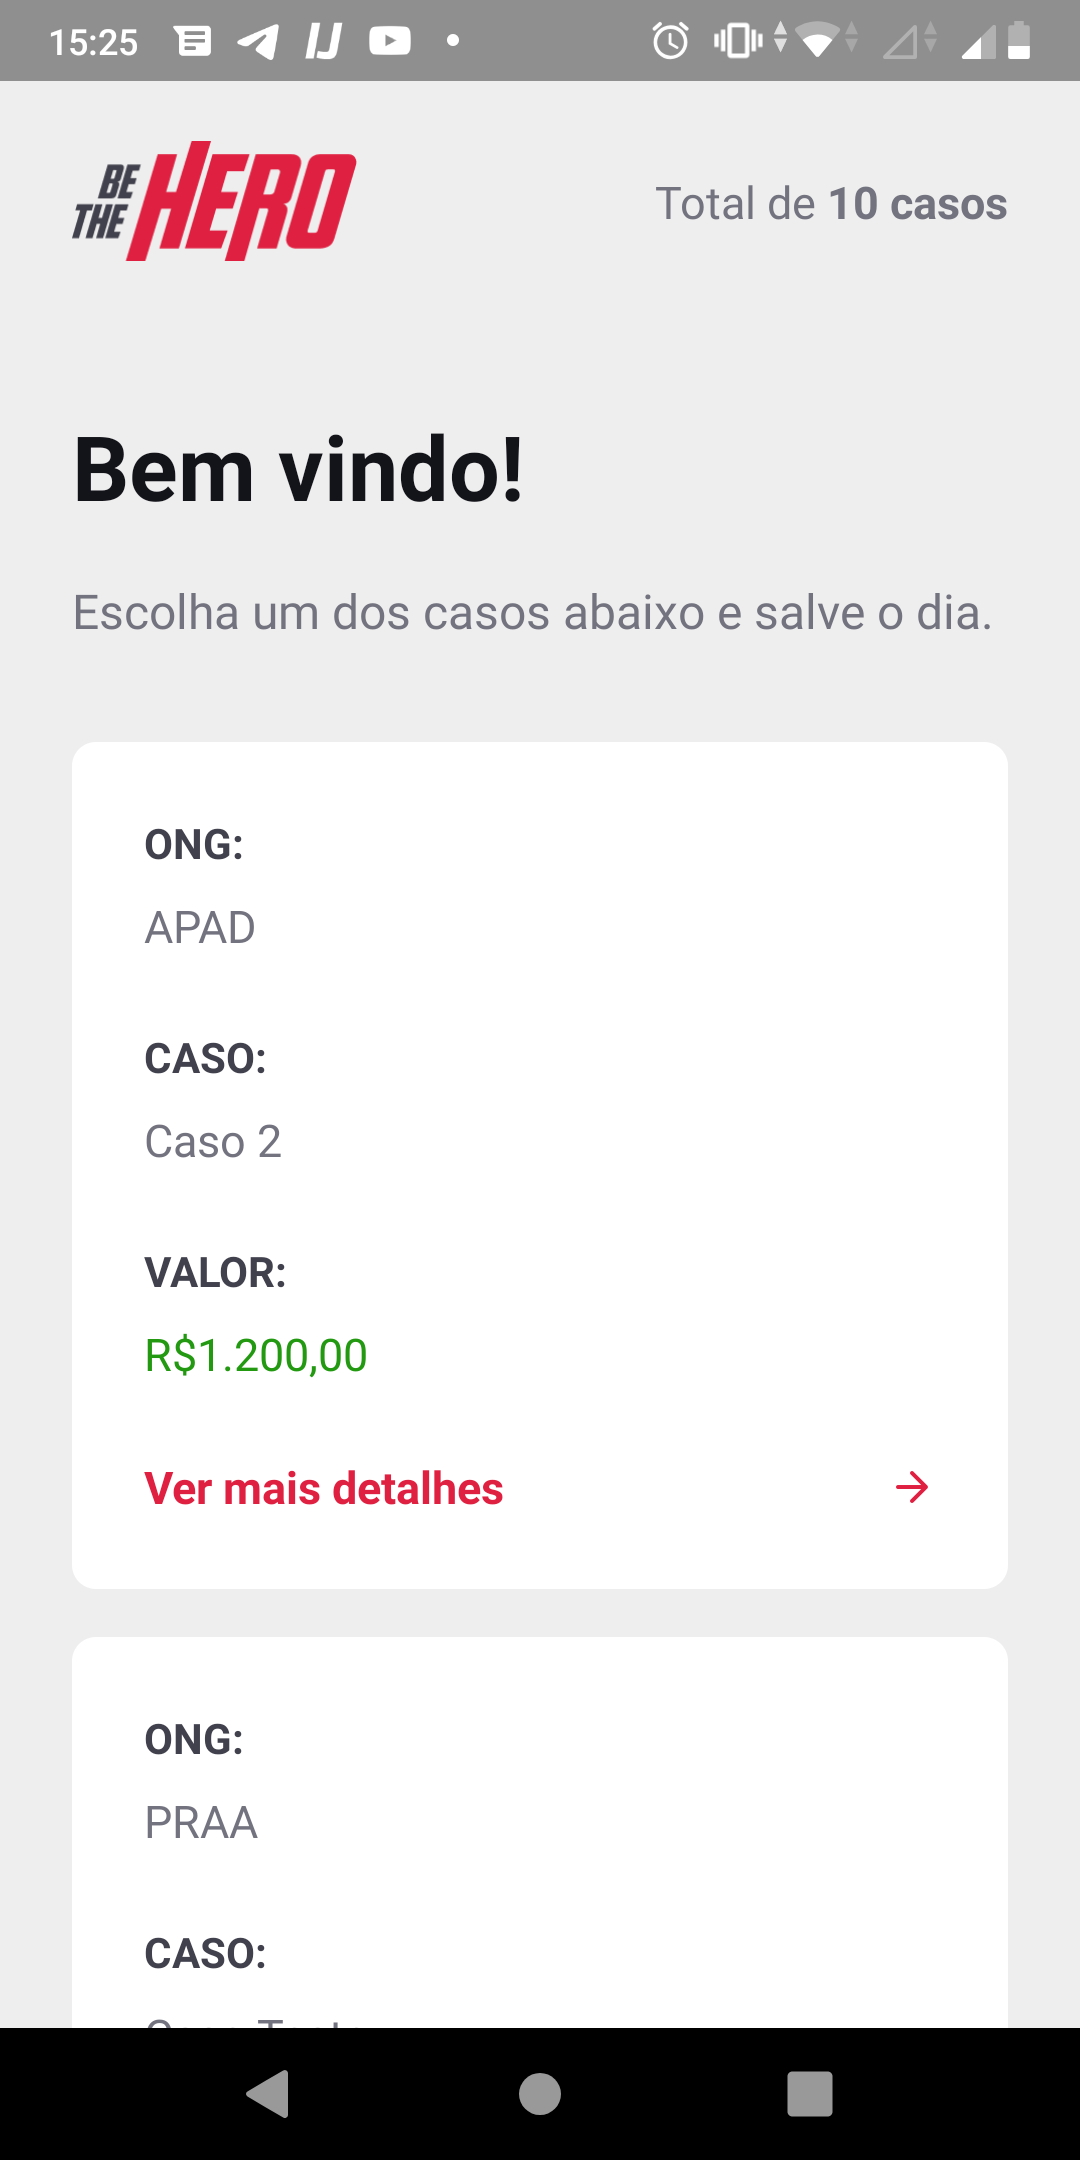 15:25
BE THE HERO
Total de 10 casos
Bem vindo!
Escolha um dos casos abaixo e salve o dia.
ONG:
APAD
CASO:
Caso 2
VALOR:
R$1.200,00
Ver mais detalhes
ONG:
PRAA
CASO: